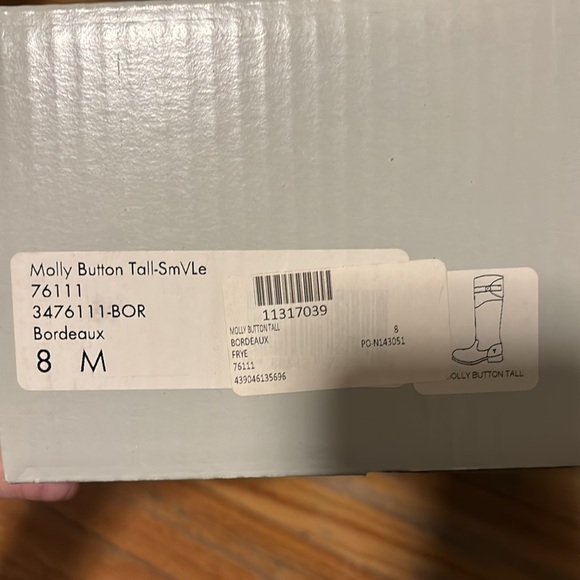 Molly Button Tall-SmVLe
76111
3476111-BOR
Bordeaux
8 M
11317039
MOLLY BUTTON TALL 8
BORDEAUX PO-N143051
FRYE
76111
439046135696
OLLY BUTTON TALL